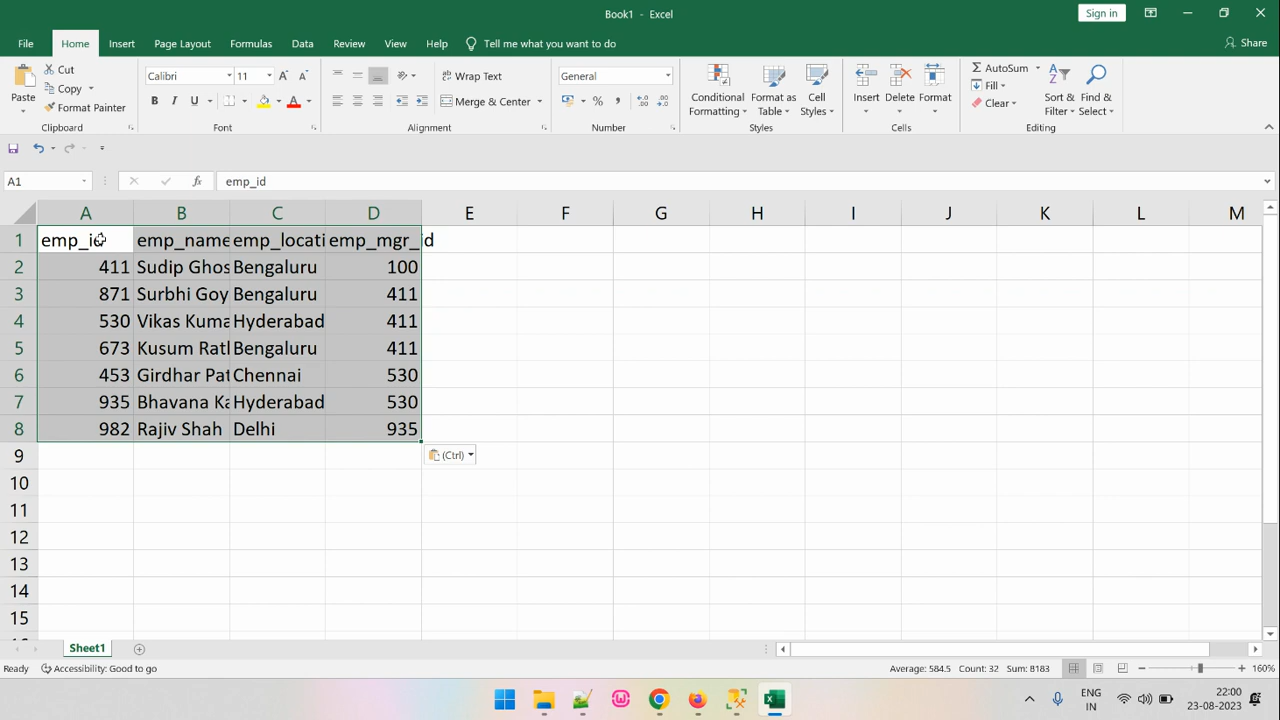 Book1 - Excel
Sign in
File Home Insert Page Layout Formulas Data Review View Help Tell me what you want to do
Share
Paste
Cut
Copy
Format Painter
Clipboard
Calibri 11
B I U
Font
Wrap Text
Merge & Center
Alignment
General
Number
Conditional Formatting
Format as Table
Cell Styles
Styles
Insert Delete Format
Cells
AutoSum
Fill
Clear
Sort & Filter
Find & Select
Editing
A1 fx emp_id
A B C D E F G H I J K L M
1 emp_id emp_name emp_locati emp_mgr_id
2 411 Sudip Ghos Bengaluru 100
3 871 Surbhi Goy Bengaluru 411
4 530 Vikas Kuma Hyderabad 411
5 673 Kusum Rat Bengaluru 411
6 453 Girdhar Pat Chennai 530
7 935 Bhavana Ka Hyderabad 530
8 982 Rajiv Shah Delhi 935
9 (Ctrl)
10
11
12
13
14
15
Sheet1
Ready Accessibility: Good to go Average: 584.5 Count: 32 Sum: 8183 160%
ENG IN
22:00
23-08-2023